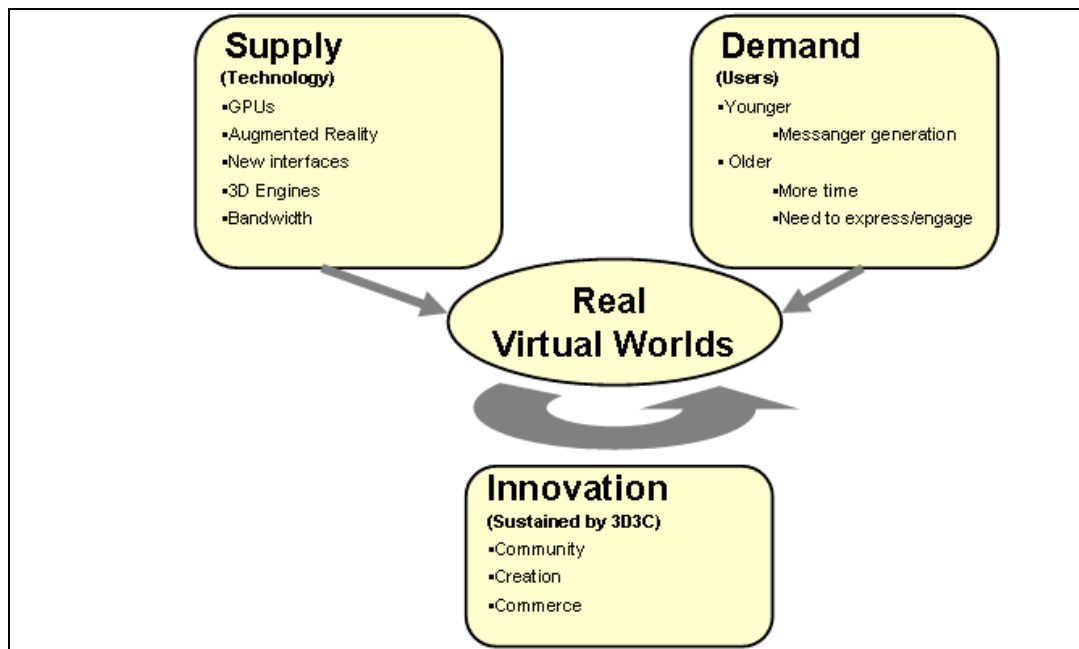 Supply
(Technology)
▪GPUs
▪Augmented Reality
▪New interfaces
▪3D Engines
▪Bandwidth
Demand
(Users)
▪Younger
▪Messanger generation
▪ Older
▪More time
▪Need to express/engage
Real
Virtual Worlds
Innovation
(Sustained by 3D3C)
▪Community
▪Creation
▪Commerce